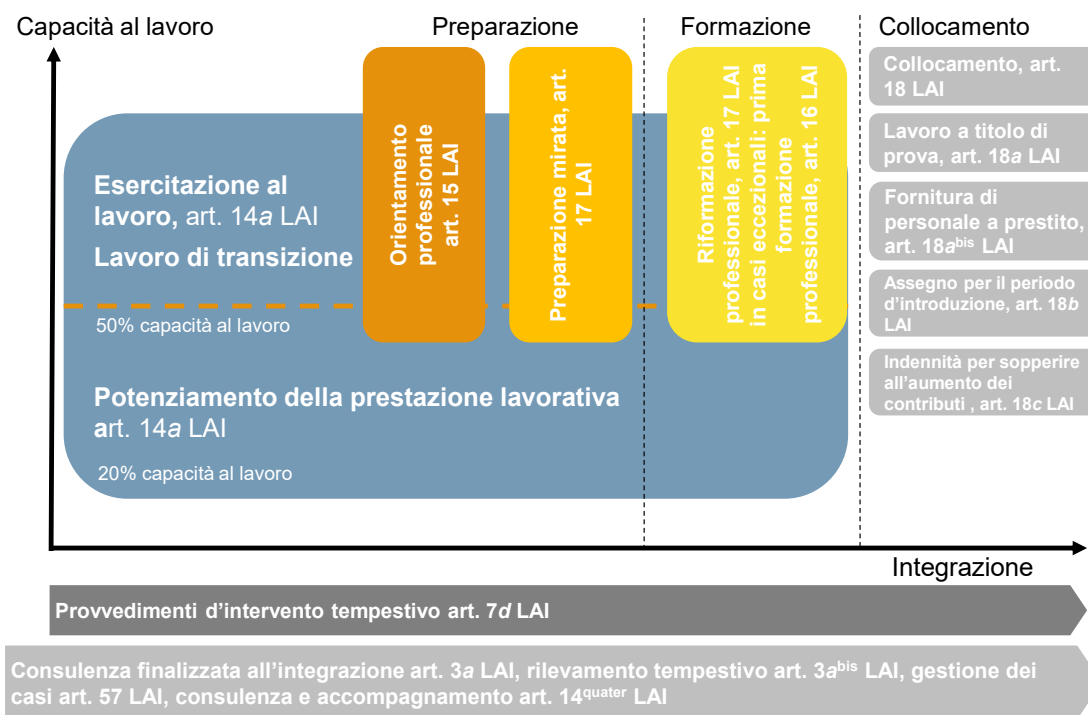 Capacità al lavoro
Preparazione
Formazione
Collocamento
Esercitazione al
lavoro, art. 14a LAI
Lavoro di transizione
50% capacità al lavoro
Potenziamento della prestazione lavorativa
art. 14a LAI
20% capacità al lavoro
Orientamento
professionale
art. 15 LAI
Preparazione mirata, art.
17 LAI
Riformazione
professionale, art. 17 LAI
in casi eccezionali: prima
formazione
professionale, art. 16 LAI
Collocamento, art.
18 LAI
Lavoro a titolo di
prova, art. 18a LAI
Fornitura di
personale a prestito,
art. 18abis LAI
Assegno per il periodo
d'introduzione, art. 18b
LAI
Indennità per sopperire
all'aumento dei
contributi , art. 18c LAI
Integrazione
Provvedimenti d'intervento tempestivo art. 7d LAI
Consulenza finalizzata all'integrazione art. 3a LAI, rilevamento tempestivo art. 3abis LAI, gestione dei
casi art. 57 LAI, consulenza e accompagnamento art. 14quater LAI